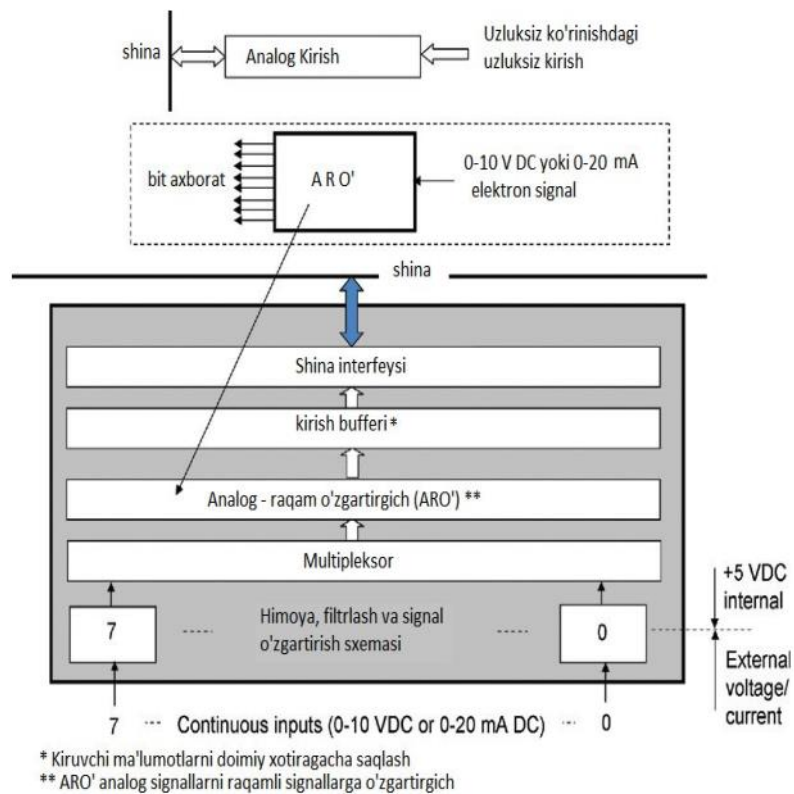 shina
Analog Kirish
Uzluksiz ko'rinishdagi
uzluksiz kirish
bit axborat
A R O'
0-10 V DC yoki 0-20 mA
elektron signal
shina
Shina interfeysi
kirish bufferi*
Analog - raqam o'zgartirgich (ARO') **
Multipleksor
+5 VDC
internal
7
Himoya, filtrlash va signal
o'zgartirish sxemasi
0
External
voltage/
current
7 --- Continuous inputs (0-10 VDC or 0-20 mA DC) -- 0
* Kiruvchi ma'lumotlarni doimiy xotiragacha saqlash
** ARO' analog signallarni raqamli signallarga o'zgartirgich